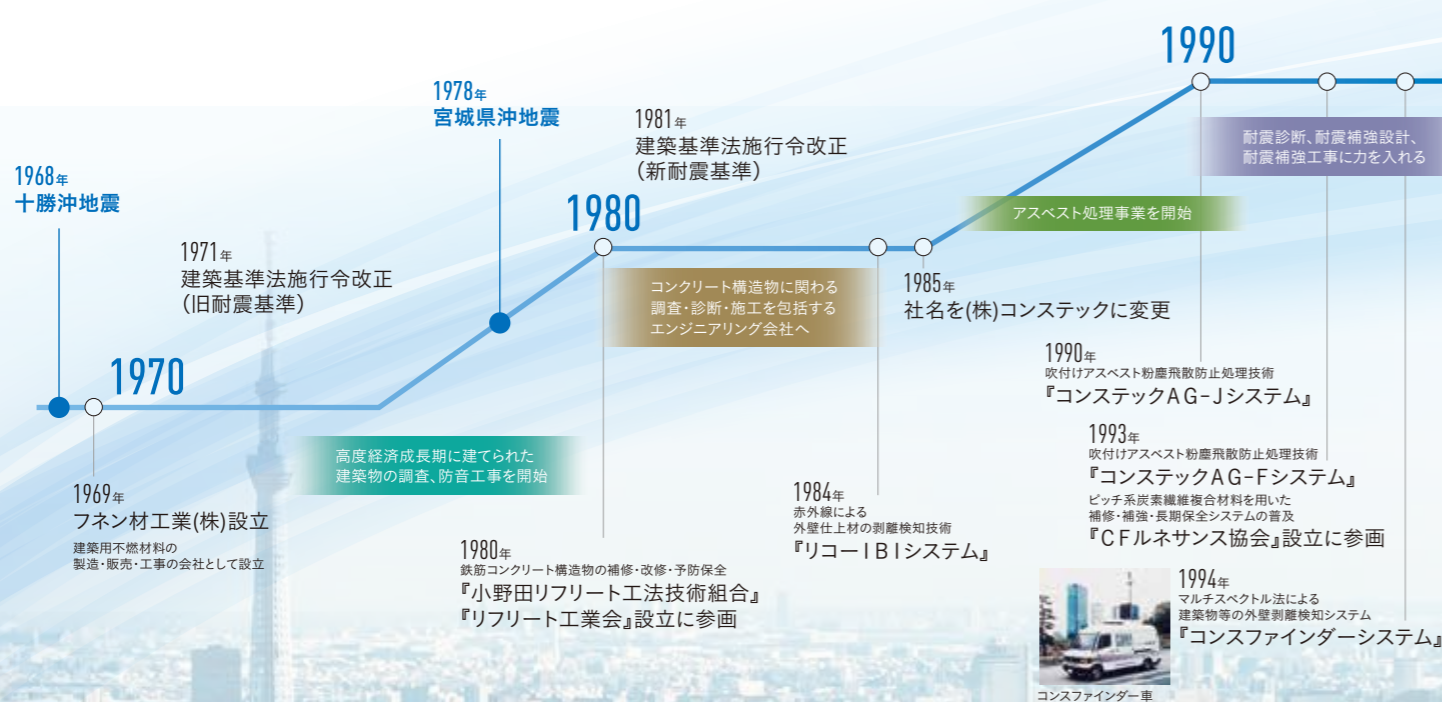 1968年
十勝沖地震
1971年
建築基準法施行令改正
（旧耐震基準）
1970
1969年
フネン材工業(株)設立
建築用不燃材料の
製造・販売・工事の会社として設立
高度経済成長期に建てられた
建築物の調査、防音工事を開始
1978年
宮城県沖地震
1980
1981年
建築基準法施行令改正
（新耐震基準）
コンクリート構造物に関わる
調査・診断・施工を包括する
エンジニアリング会社へ
1980年
鉄筋コンクリート構造物の補修・改修・予防保全
『小野田リフリート工法技術組合』
『リフリート工業会』設立に参画
1984年
赤外線による
外壁仕上材の剥離検知技術
『リコーＩＢＩシステム』
1985年
社名を(株)コンステックに変更
アスベスト処理事業を開始
1990
耐震診断、耐震補強設計、
耐震補強工事に力を入れる
1990年
吹付けアスベスト粉塵飛散防止処理技術
『コンステックＡＧ−Ｊシステム』
1993年
吹付けアスベスト粉塵飛散防止処理技術
『コンステックＡＧ−Ｆシステム』
ピッチ系炭素繊維複合材料を用いた
補修・補強・長期保全システムの普及
『ＣＦルネサンス協会』設立に参画
1994年
マルチスペクトル法による
建築物等の外壁剥離検知システム
『コンスファインダーシステム』
コンスファインダー車